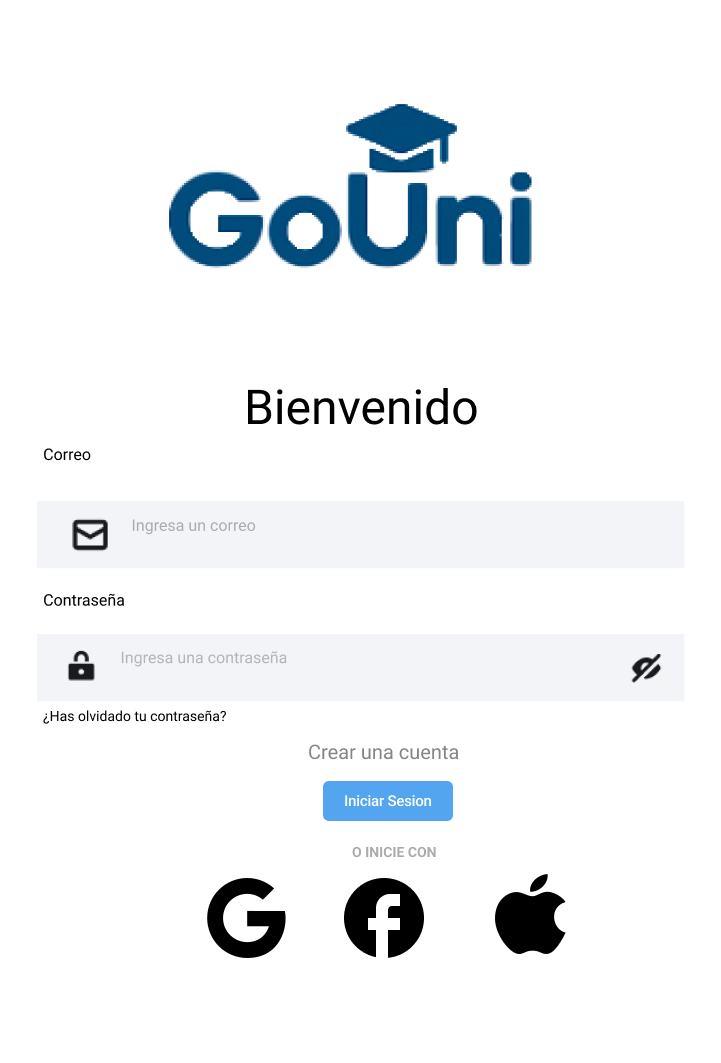 GoUni
Bienvenido
Correo
Ingresa un correo
Contraseña
Ingresa una contraseña
¿Has olvidado tu contraseña?
Crear una cuenta
Iniciar Sesion
O INICIE CON